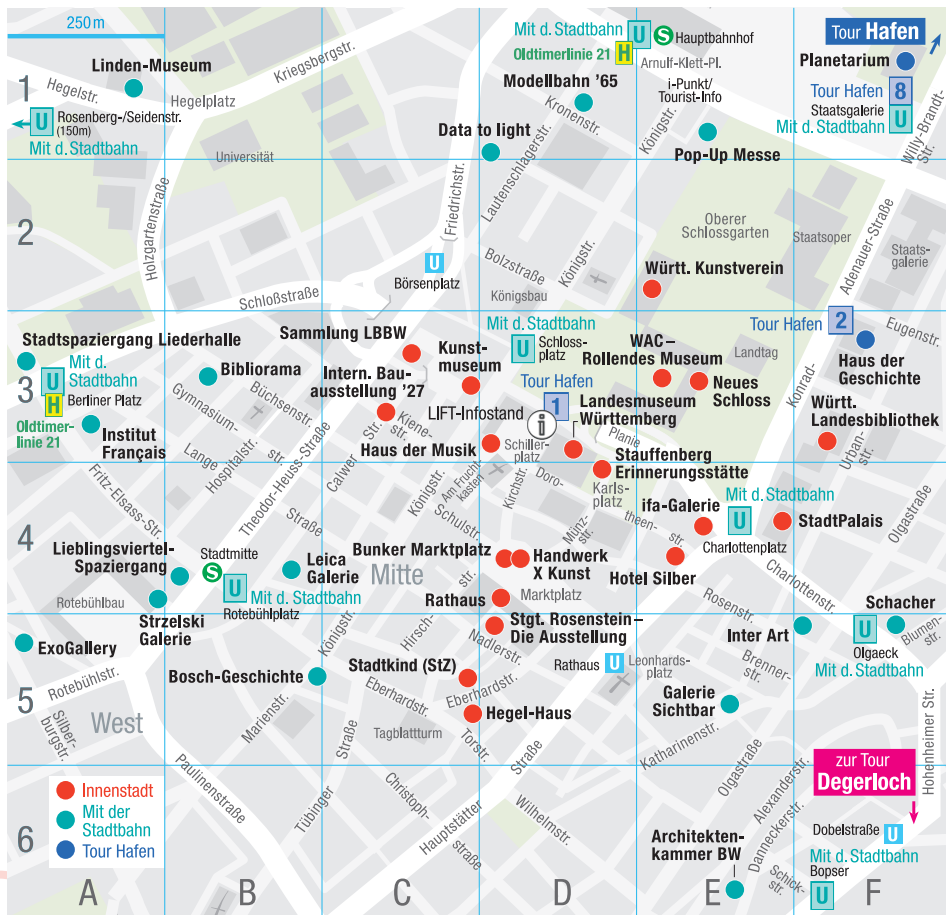 250 m
Linden-Museum
Hegelstr.
Hegelplatz
Kriegsbergstr.
U
Rosenberg-/Seidenstr.
(150m)
Mit d. Stadtbahn
Universität
Holzgartenstraße
1
Mit d. Stadtbahn
U
S
Hauptbahnhof
Oldtimerlinie 21
H
Arnulf-Klett-Pl.
Modellbahn ’65
i-Punkt/
Tourist-Info
Kronenstr.
Königstr.
Data to light
Lautenschlagerstr.
Pop-Up Messe
Tour Hafen
Planetarium
Tour Hafen
8
Staatsgalerie
U
Mit d. Stadtbahn
Willy-Brandt-
Str.
2
Friedrichstr.
U
Börsenplatz
Bolzstraße
Königstr.
Königsbau
Schloßstraße
Oberer
Schlossgarten
Staatsoper
Adenauer-Straße
Staats-
galerie
Württ. Kunstverein
3
Stadtspaziergang Liederhalle
Mit d.
Stadtbahn
U
H
Berliner Platz
Oldtimer-
linie 21
Institut
Français
Bibliorama
Gymnasium-
str.
Büchsenstr.
Lange
Hospitalstr.
Fritz-Elsass-Str.
Theodor-Heuss-Straße
Sammlung LBBW
Intern. Bau-
ausstellung ’27
Calwer
Str.
Kiene-
str.
Kunst-
museum
LIFT-Infostand
i
Haus der Musik
Mit d. Stadtbahn
U
Schloss-
platz
Tour Hafen
1
Landesmuseum
Württemberg
Schiller-
platz
Planie
Stauffenberg
Erinnerungsstätte
WAC –
Rollendes Museum
Neues
Schloss
Landtag
Tour Hafen
2
Eugenstr.
Haus der
Geschichte
Konrad-
Württ.
Landesbibliothek
Urban-
str.
Olgastraße
4
Königstr.
Am Frucht-
kasten
Kirchstr.
Doro-
theen-
str.
Karls-
platz
Münz-
str.
Schulstr.
ifa-Galerie
Mit d. Stadtbahn
U
Charlottenplatz
StadtPalais
Charlottenstr.
Lieblingsviertel-
Spaziergang
Stadtmitte
S
U
Mit d. Stadtbahn
Rotebühlplatz
Rotebühlbau
Strzelski
Galerie
Straße
Leica
Galerie
Mitte
Bunker Marktplatz
str.
Handwerk
X Kunst
Marktplatz
Hotel Silber
Rathaus
Rosenstr.
Schacher
5
ExoGallery
Rotebühlstr.
Silber-
burgstr.
West
Bosch-Geschichte
Königstr.
Marienstr.
Hirsch-
Nadlerstr.
Stgt. Rosenstein –
Die Ausstellung
Stadtkind (StZ)
Eberhardstr.
Eberhardstr.
Hegel-Haus
Tagblattturm
Torstr.
Rathaus
U
Leonhards-
platz
Inter Art
Brenner-
str.
Galerie
Sichtbar
Katharinenstr.
U
Olgaeck
Mit d. Stadtbahn
Blumen-
str.
6
Innenstadt
Mit der
Stadtbahn
Tour Hafen
Paulinenstraße
Tübinger
Straße
Christoph-
straße
Hauptstätter
Straße
Wilhelmstr.
Olgastraße
Alexanderstr.
Danneckerstr.
Schick-
str.
Architekten-
kammer BW
zur Tour
Degerloch
Hohenheimer Str.
Dobelstraße
U
Mit d. Stadtbahn
Bopser
U
A
B
C
D
E
F